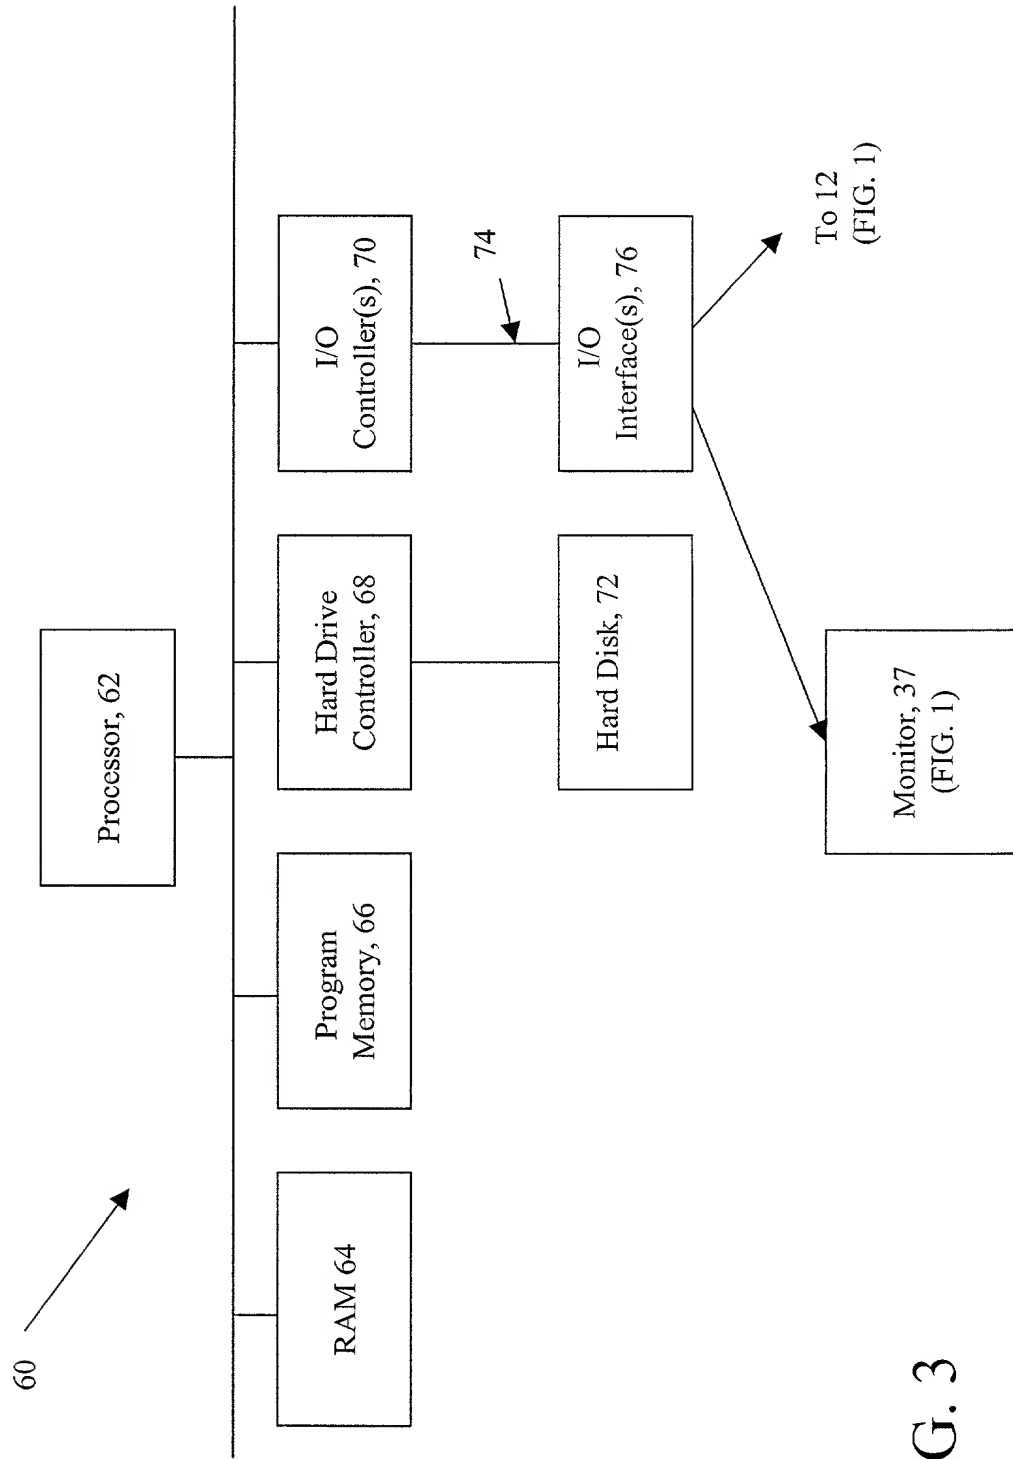 60
Processor, 62
RAM 64
Program
Memory, 66
Hard Drive
Controller, 68
I/O
Controller(s), 70
74
Hard Disk, 72
I/O
Interface(s), 76
To 12
(FIG. 1)
Monitor, 37
(FIG. 1)
G. 3